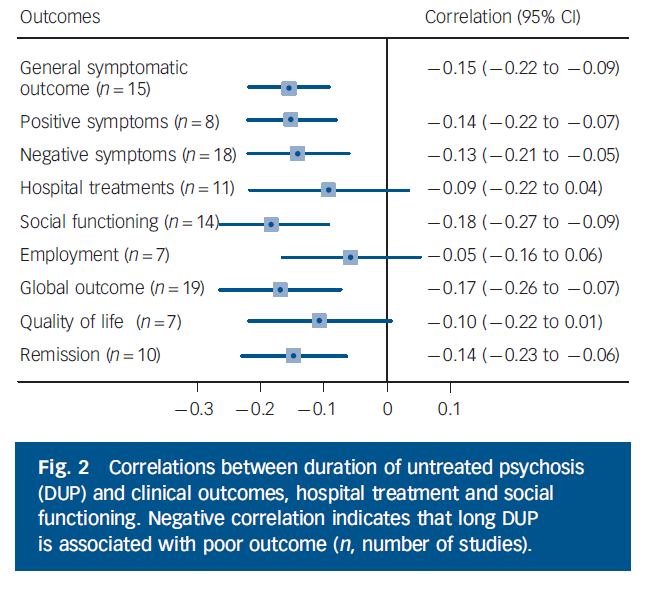 Outcomes Correlation (95% CI)
General symptomatic
outcome (n = 15) −0.15 (−0.22 to −0.09)
Positive symptoms (n = 8) −0.14 (−0.22 to −0.07)
Negative symptoms (n = 18) −0.13 (−0.21 to −0.05)
Hospital treatments (n = 11) −0.09 (−0.22 to 0.04)
Social functioning (n = 14) −0.18 (−0.27 to −0.09)
Employment (n = 7) −0.05 (−0.16 to 0.06)
Global outcome (n = 19) −0.17 (−0.26 to −0.07)
Quality of life (n = 7) −0.10 (−0.22 to 0.01)
Remission (n = 10) −0.14 (−0.23 to −0.06)
−0.3 −0.2 −0.1 0 0.1
Fig. 2 Correlations between duration of untreated psychosis
(DUP) and clinical outcomes, hospital treatment and social
functioning. Negative correlation indicates that long DUP
is associated with poor outcome (n, number of studies).